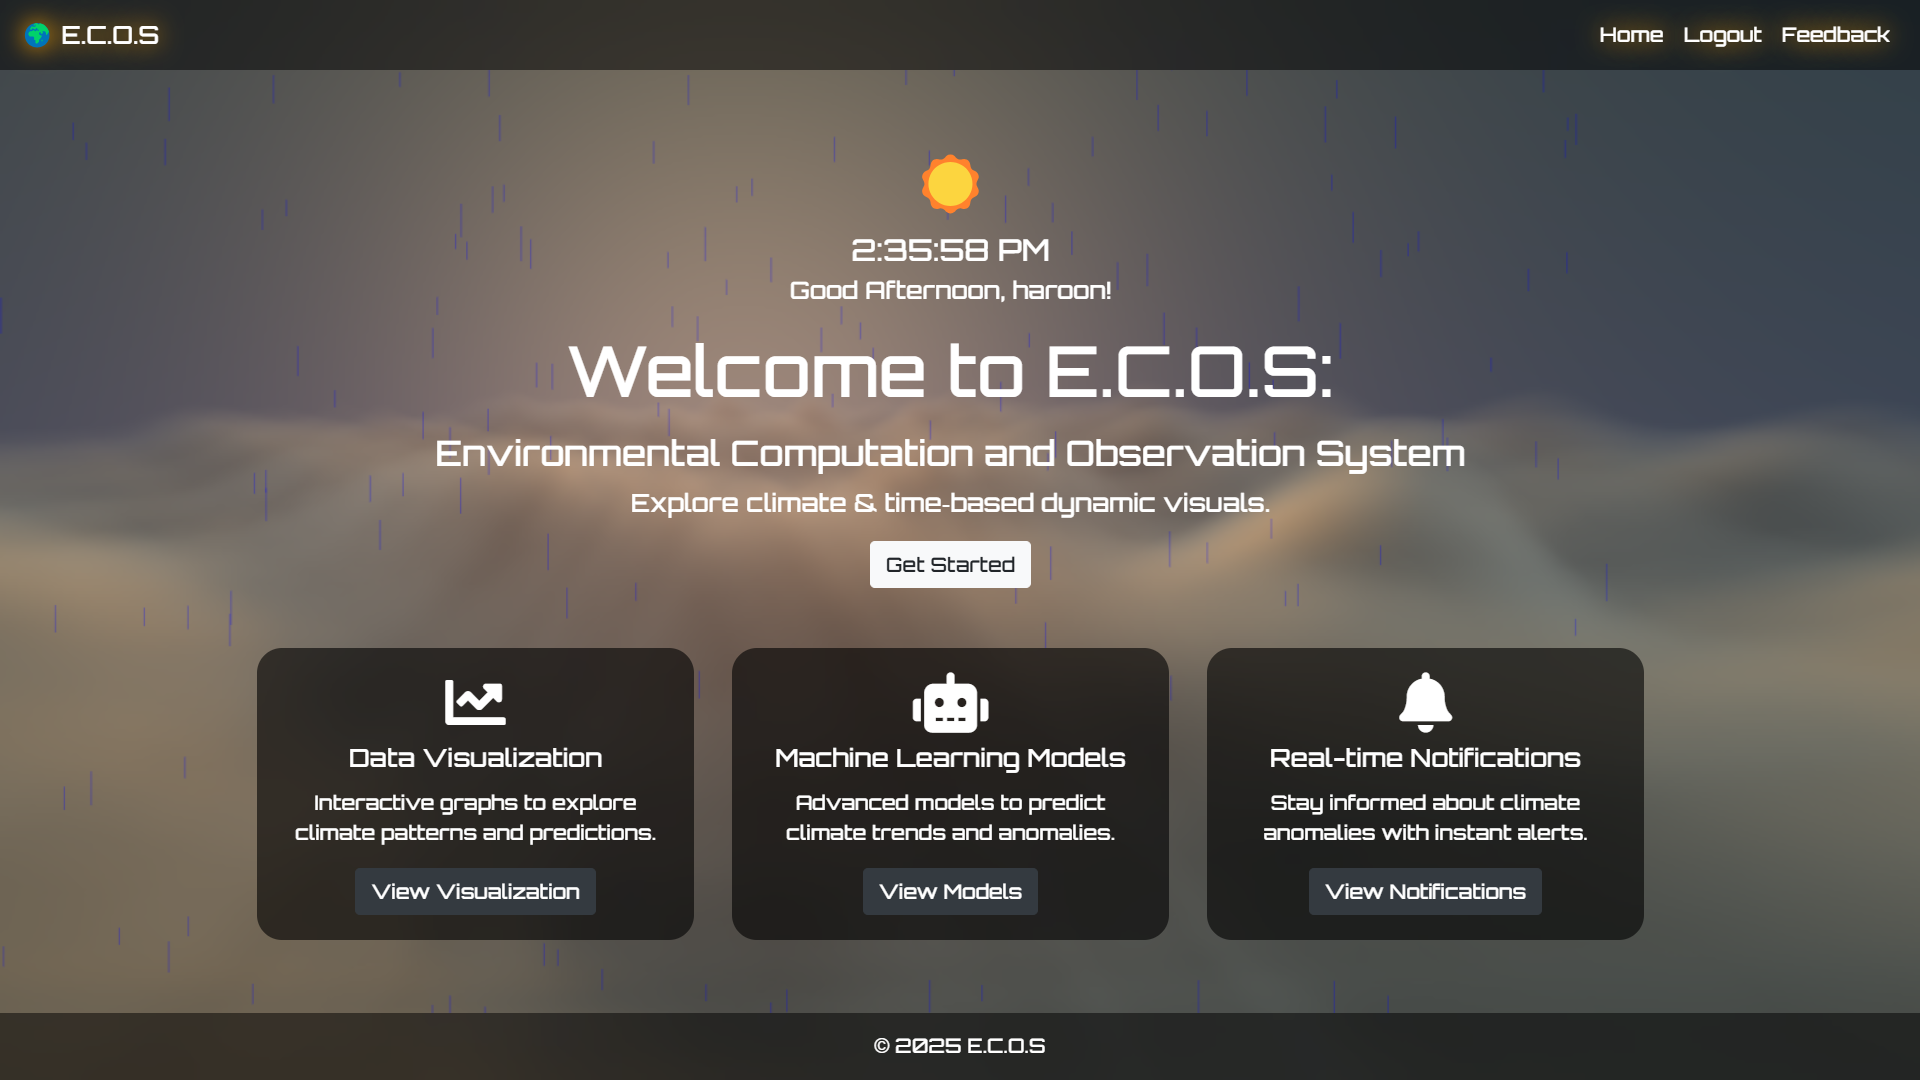 E.C.O.S
Home Logout Feedback
2:35:58 PM
Good Afternoon, haroon!
Welcome to E.C.O.S:
Environmental Computation and Observation System
Explore climate & time-based dynamic visuals.
Get Started
Data Visualization
Interactive graphs to explore
climate patterns and predictions.
View Visualization
Machine Learning Models
Advanced models to predict
climate trends and anomalies.
View Models
Real-time Notifications
Stay informed about climate
anomalies with instant alerts.
View Notifications
© 2025 E.C.O.S